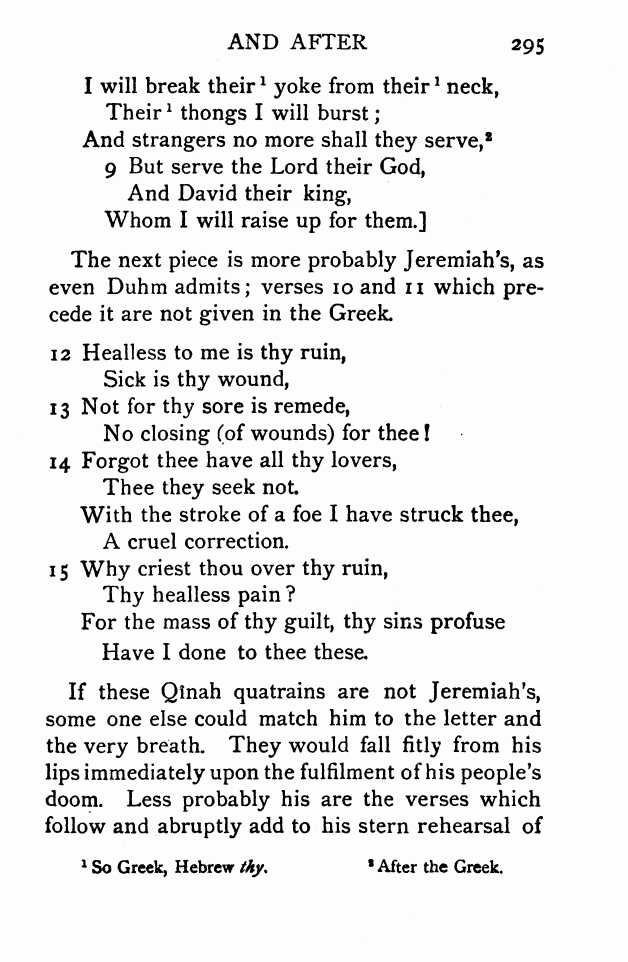 AND AFTER 295
I will break their¹ yoke from their¹ neck,
Their¹ thongs I will burst;
And strangers no more shall they serve,²
9 But serve the Lord their God,
And David their king,
Whom I will raise up for them.]
The next piece is more probably Jeremiah's, as
even Duhm admits; verses 10 and 11 which pre-
cede it are not given in the Greek.
12 Healless to me is thy ruin,
Sick is thy wound,
13 Not for thy sore is remede,
No closing (of wounds) for thee!
14 Forgot thee have all thy lovers,
Thee they seek not.
With the stroke of a foe I have struck thee,
A cruel correction.
15 Why criest thou over thy ruin,
Thy healless pain?
For the mass of thy guilt, thy sins profuse
Have I done to thee these.
If these Qînah quatrains are not Jeremiah's,
some one else could match him to the letter and
the very breath. They would fall fitly from his
lips immediately upon the fulfilment of his people's
doom. Less probably his are the verses which
follow and abruptly add to his stern rehearsal of
¹ So Greek, Hebrew thy. ² After the Greek.